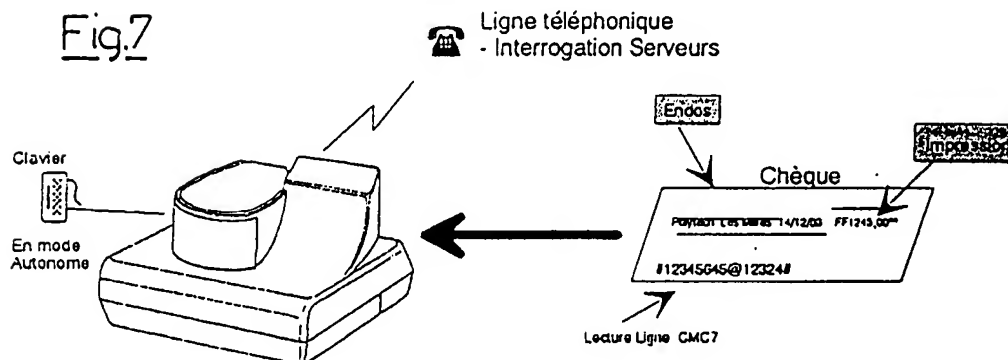 Fig.7
Ligne téléphonique
- Interrogation Serveurs
Clavier
En mode
Autonome
Endos
Impression
Chèque
14/12/03 FF1243,00**
#12345645@12324#
Lecture Ligne CMC7